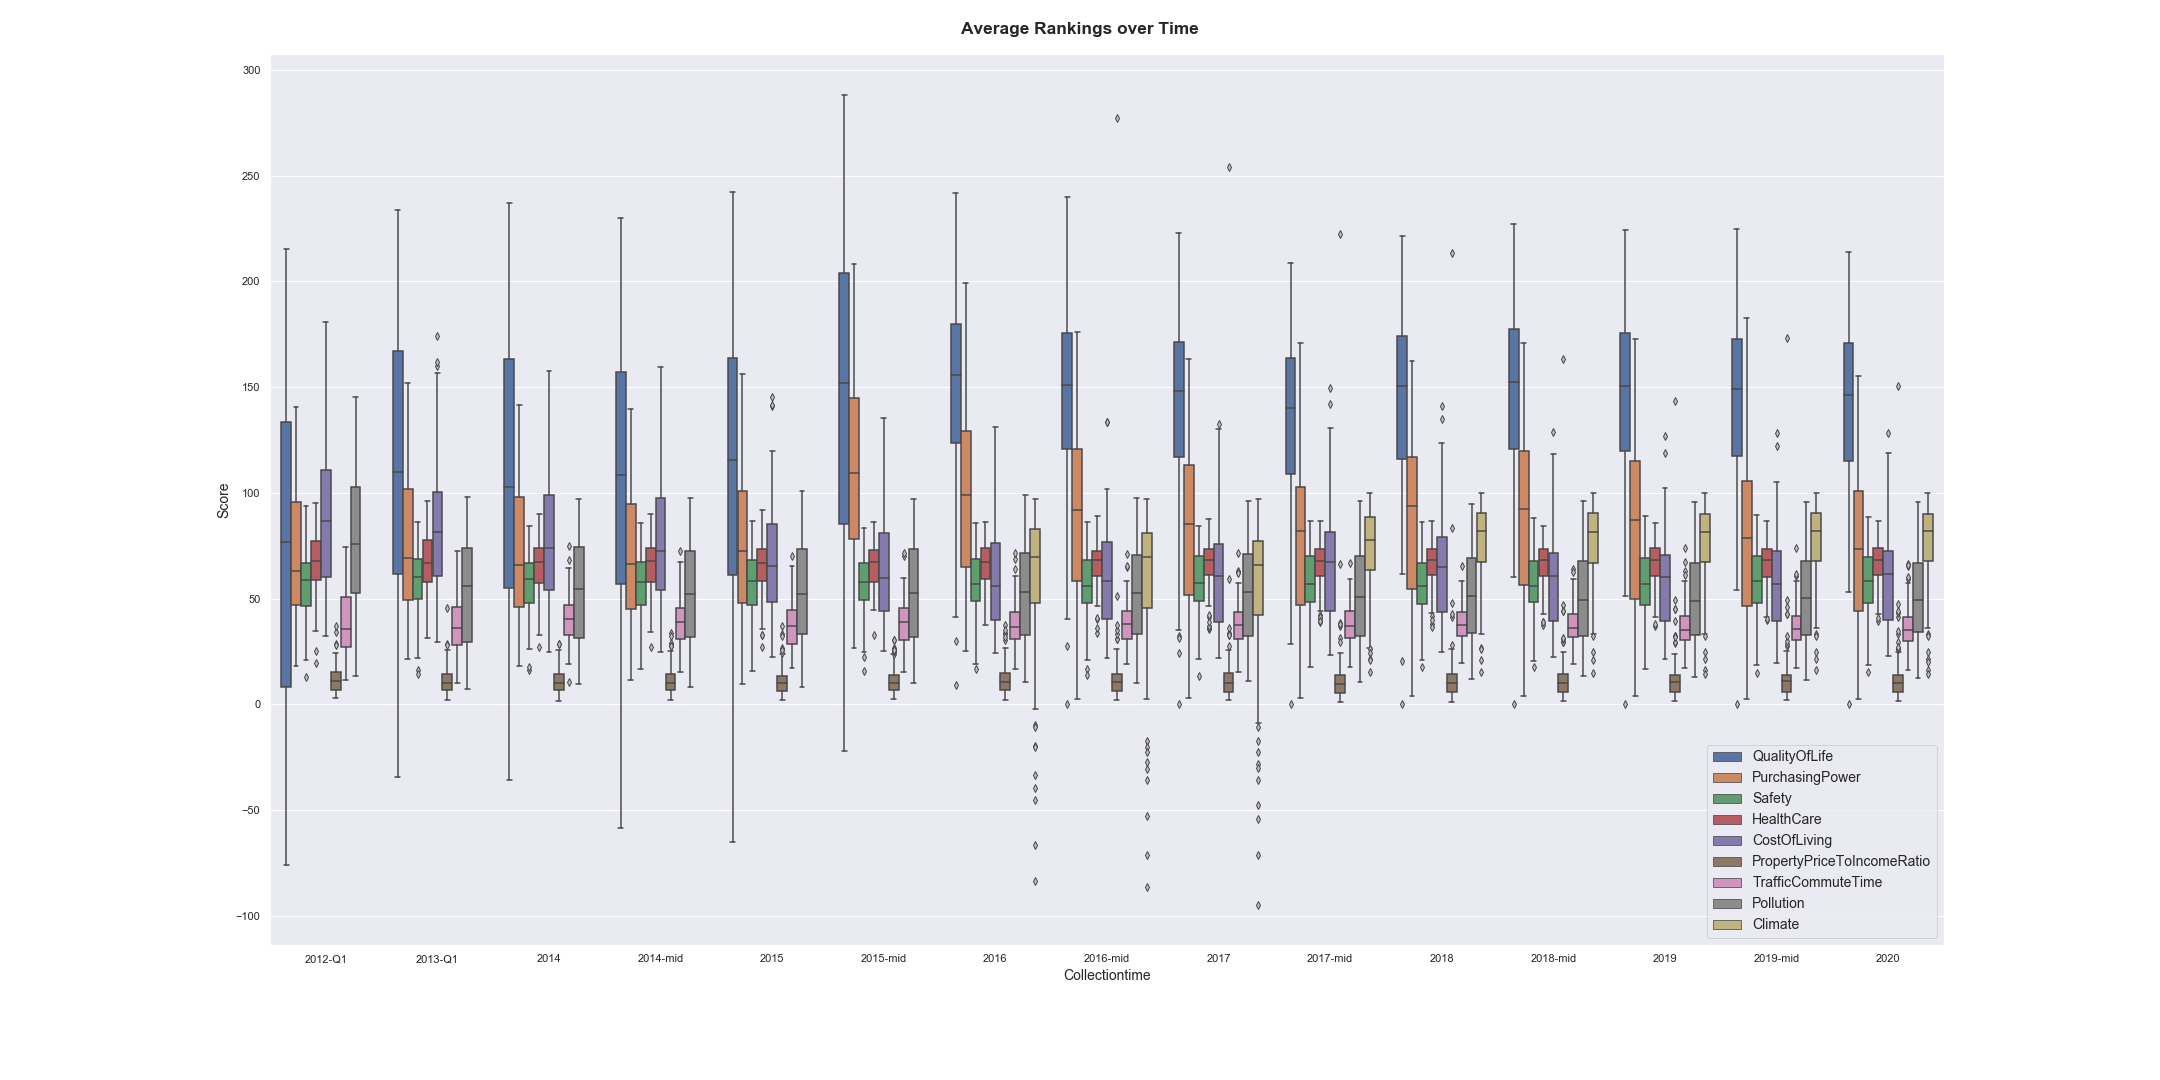 Average Rankings over Time
300
250
200
150
100
50
0
−50
−100
Score
2012-Q1 2013-Q1 2014 2014-mid 2015 2015-mid 2016 2016-mid 2017 2017-mid 2018 2018-mid 2019 2019-mid 2020
Collectiontime
QualityOfLife
PurchasingPower
Safety
HealthCare
CostOfLiving
PropertyPriceToIncomeRatio
TrafficCommuteTime
Pollution
Climate